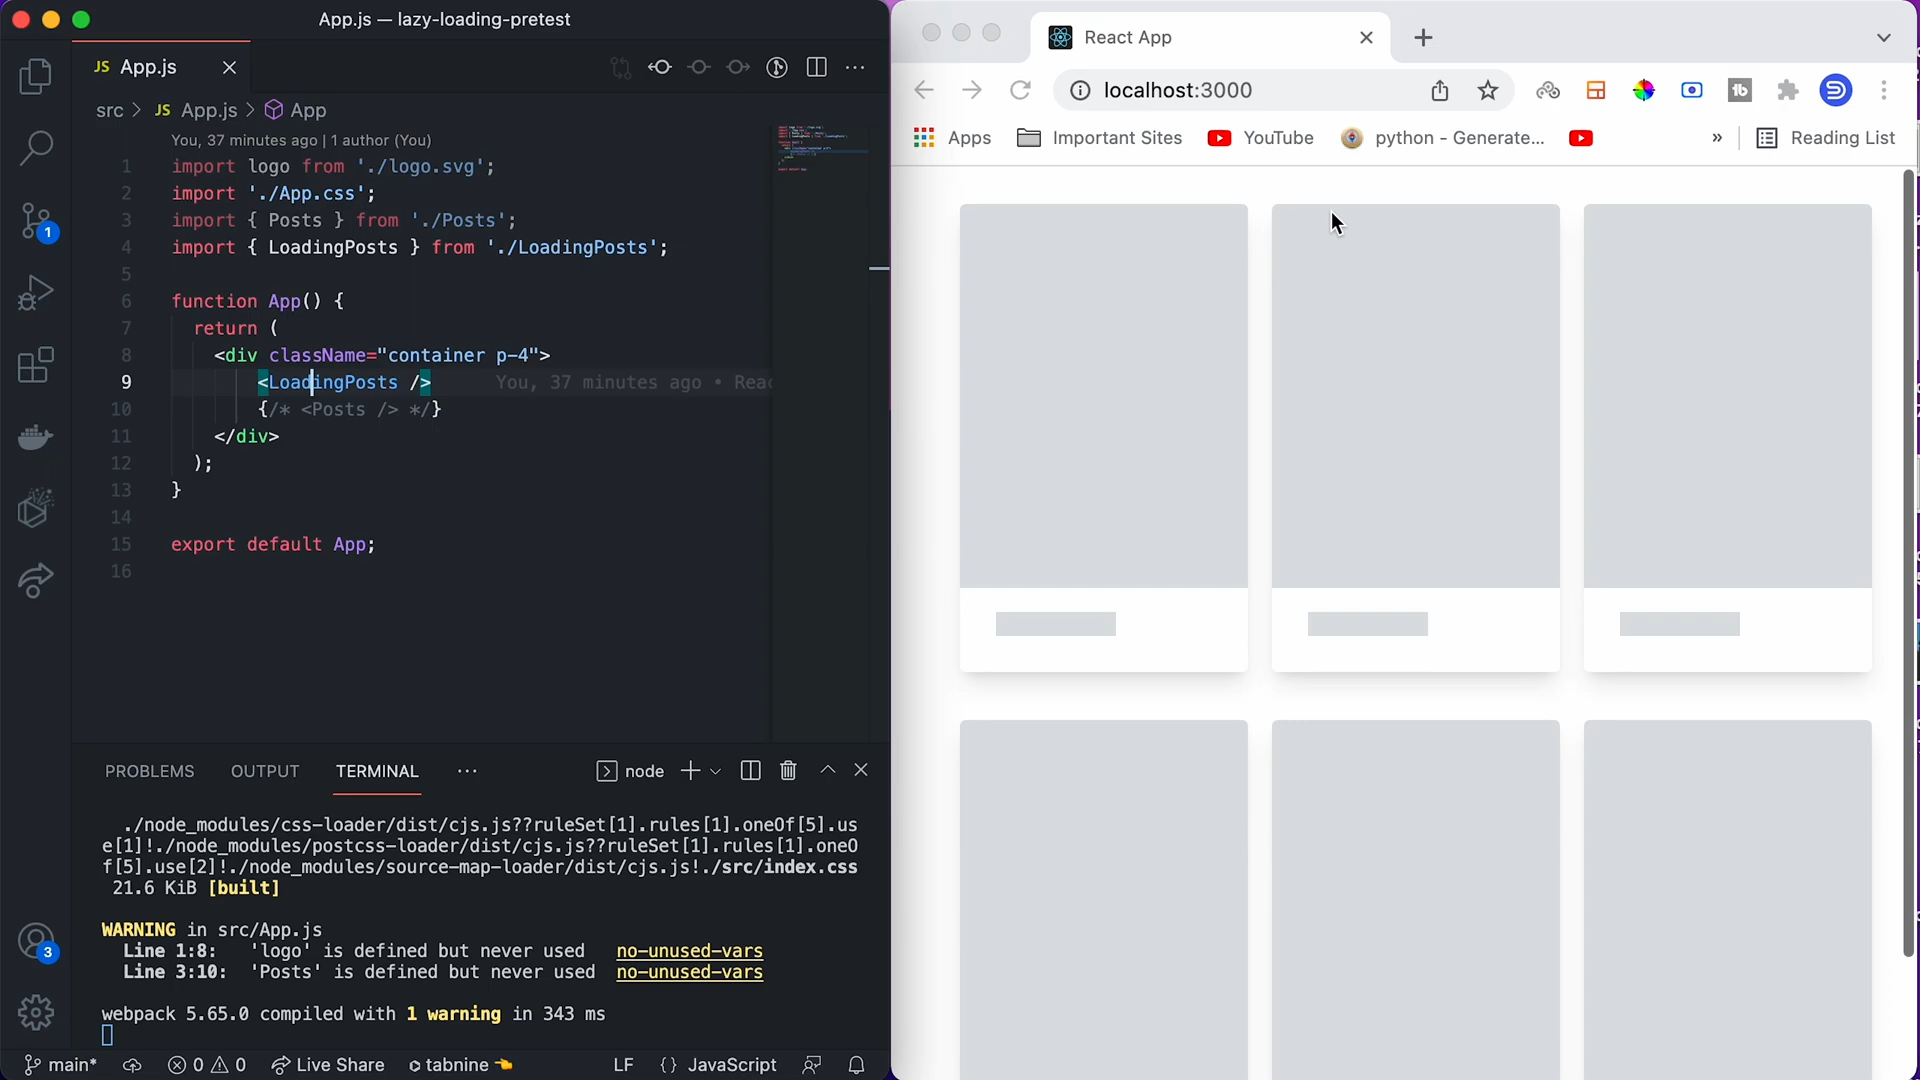 App.js — lazy-loading-pretest
JS App.js
src > JS App.js > App
You, 37 minutes ago | 1 author (You)
1 import logo from './logo.svg';
2 import './App.css';
3 import { Posts } from './Posts';
4 import { LoadingPosts } from './LoadingPosts';
5
6 function App() {
7 return (
8 <div className="container p-4">
9 <LoadingPosts /> You, 37 minutes ago • Reac
10 {/* <Posts /> */}
11 </div>
12 );
13 }
14
15 export default App;
16
1
3
PROBLEMS OUTPUT TERMINAL ··· node
./node_modules/css-loader/dist/cjs.js??ruleSet[1].rules[1].oneOf[5].us
e[1]!./node_modules/postcss-loader/dist/cjs.js??ruleSet[1].rules[1].oneO
f[5].use[2]!./node_modules/source-map-loader/dist/cjs.js!./src/index.css
21.6 KiB [built]
WARNING in src/App.js
Line 1:8: 'logo' is defined but never used no-unused-vars
Line 3:10: 'Posts' is defined but never used no-unused-vars
webpack 5.65.0 compiled with 1 warning in 343 ms
main* 0 0 Live Share tabnine LF {} JavaScript
React App
localhost:3000
tb
Apps Important Sites YouTube python - Generate... » Reading List